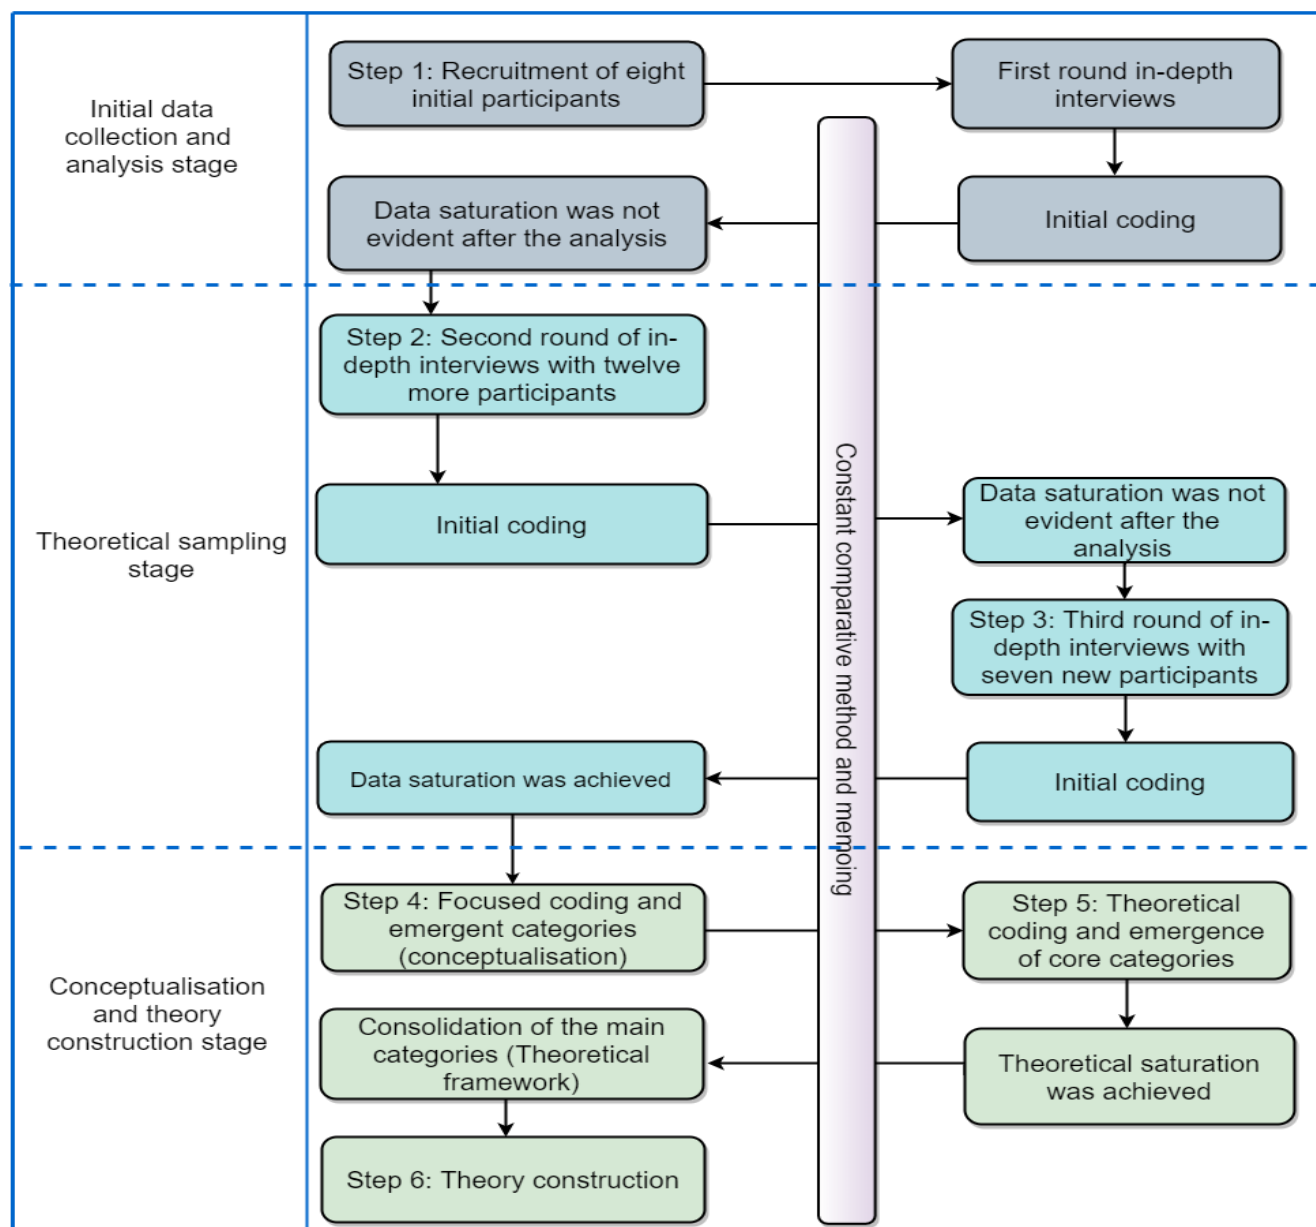 Initial data
collection and
analysis stage
Step 1: Recruitment of eight
initial participants
First round in-depth
interviews
Initial coding
Data saturation was not
evident after the analysis
Theoretical sampling
stage
Step 2: Second round of in-
depth interviews with twelve
more participants
Initial coding
Data saturation was not
evident after the
analysis
Step 3: Third round of in-
depth interviews with
seven new participants
Initial coding
Data saturation was achieved
Constant comparative method and memoing
Conceptualisation
and theory
construction stage
Step 4: Focused coding and
emergent categories
(conceptualisation)
Step 5: Theoretical
coding and emergence
of core categories
Theoretical saturation
was achieved
Consolidation of the main
categories (Theoretical
framework)
Step 6: Theory construction